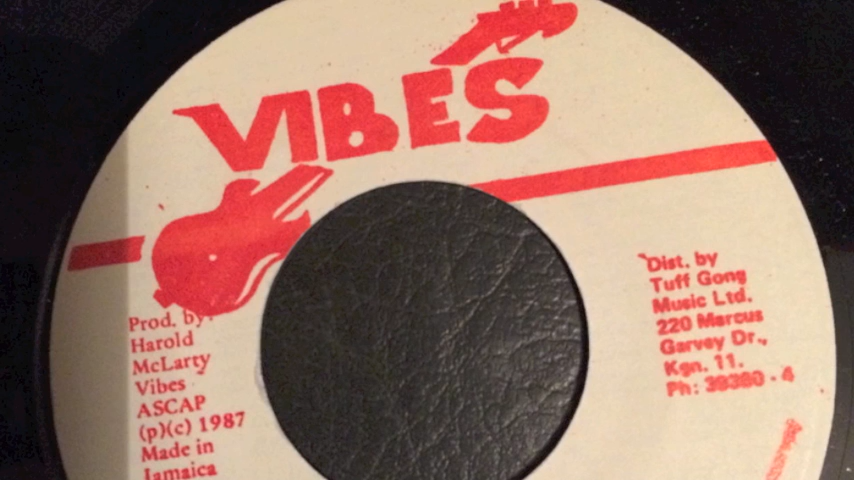 VIBES
Prod. by:
Harold
McLarty
Vibes
ASCAP
(p)(c) 1987
Made in
Jamaica
Dist. by
Tuff Gong
Music Ltd.
220 Marcus
Garvey Dr.,
Kgn. 11.
Ph: 39380 - 4